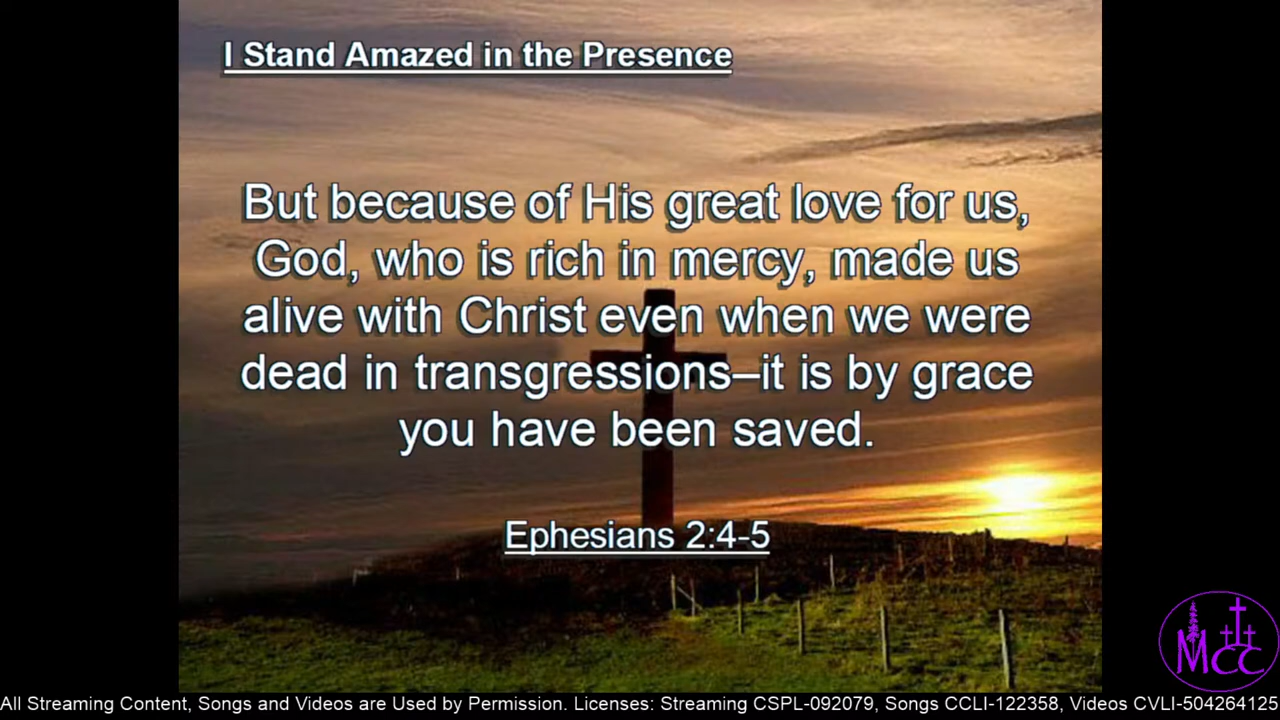 I Stand Amazed in the Presence
But because of His great love for us,
God, who is rich in mercy, made us
alive with Christ even when we were
dead in transgressions–it is by grace
you have been saved.
Ephesians 2:4-5
MCC
All Streaming Content, Songs and Videos are Used by Permission. Licenses: Streaming CSPL-092079, Songs CCLI-122358, Videos CVLI-504264125